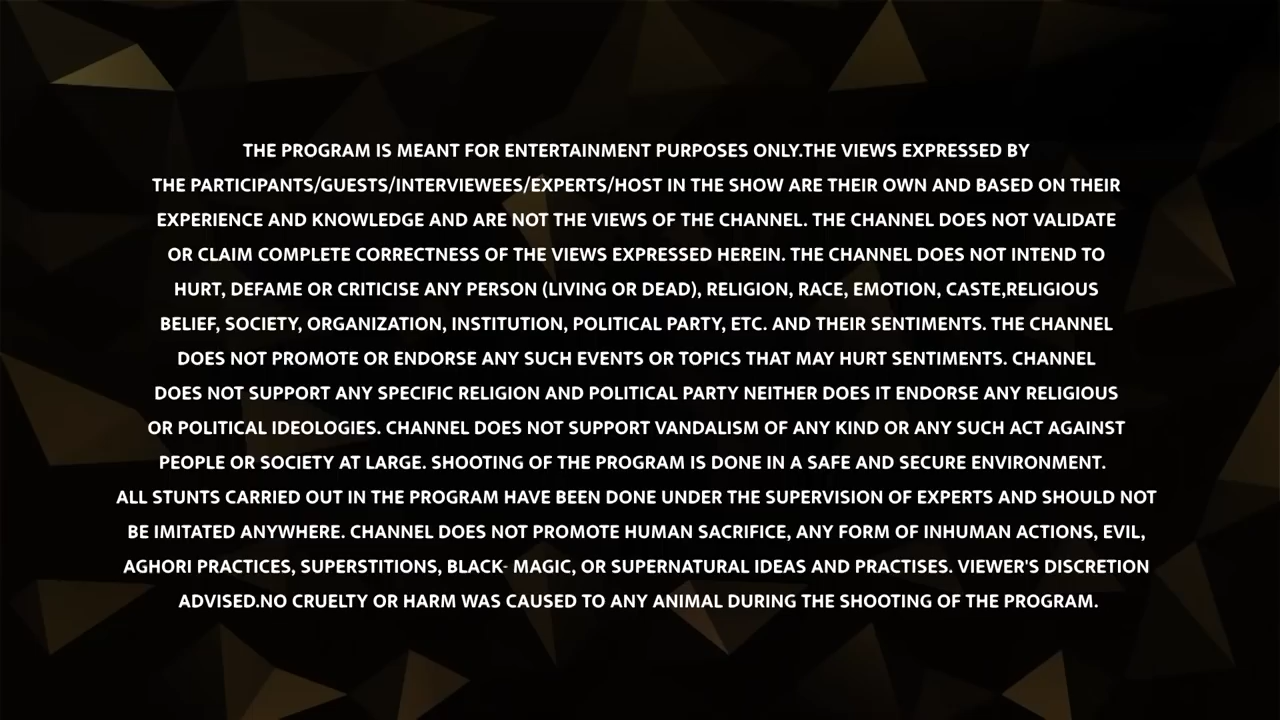 THE PROGRAM IS MEANT FOR ENTERTAINMENT PURPOSES ONLY.THE VIEWS EXPRESSED BY
THE PARTICIPANTS/GUESTS/INTERVIEWEES/EXPERTS/HOST IN THE SHOW ARE THEIR OWN AND BASED ON THEIR
EXPERIENCE AND KNOWLEDGE AND ARE NOT THE VIEWS OF THE CHANNEL. THE CHANNEL DOES NOT VALIDATE
OR CLAIM COMPLETE CORRECTNESS OF THE VIEWS EXPRESSED HEREIN. THE CHANNEL DOES NOT INTEND TO
HURT, DEFAME OR CRITICISE ANY PERSON (LIVING OR DEAD), RELIGION, RACE, EMOTION, CASTE,RELIGIOUS
BELIEF, SOCIETY, ORGANIZATION, INSTITUTION, POLITICAL PARTY, ETC. AND THEIR SENTIMENTS. THE CHANNEL
DOES NOT PROMOTE OR ENDORSE ANY SUCH EVENTS OR TOPICS THAT MAY HURT SENTIMENTS. CHANNEL
DOES NOT SUPPORT ANY SPECIFIC RELIGION AND POLITICAL PARTY NEITHER DOES IT ENDORSE ANY RELIGIOUS
OR POLITICAL IDEOLOGIES. CHANNEL DOES NOT SUPPORT VANDALISM OF ANY KIND OR ANY SUCH ACT AGAINST
PEOPLE OR SOCIETY AT LARGE. SHOOTING OF THE PROGRAM IS DONE IN A SAFE AND SECURE ENVIRONMENT.
ALL STUNTS CARRIED OUT IN THE PROGRAM HAVE BEEN DONE UNDER THE SUPERVISION OF EXPERTS AND SHOULD NOT
BE IMITATED ANYWHERE. CHANNEL DOES NOT PROMOTE HUMAN SACRIFICE, ANY FORM OF INHUMAN ACTIONS, EVIL,
AGHORI PRACTICES, SUPERSTITIONS, BLACK- MAGIC, OR SUPERNATURAL IDEAS AND PRACTISES. VIEWER'S DISCRETION
ADVISED.NO CRUELTY OR HARM WAS CAUSED TO ANY ANIMAL DURING THE SHOOTING OF THE PROGRAM.